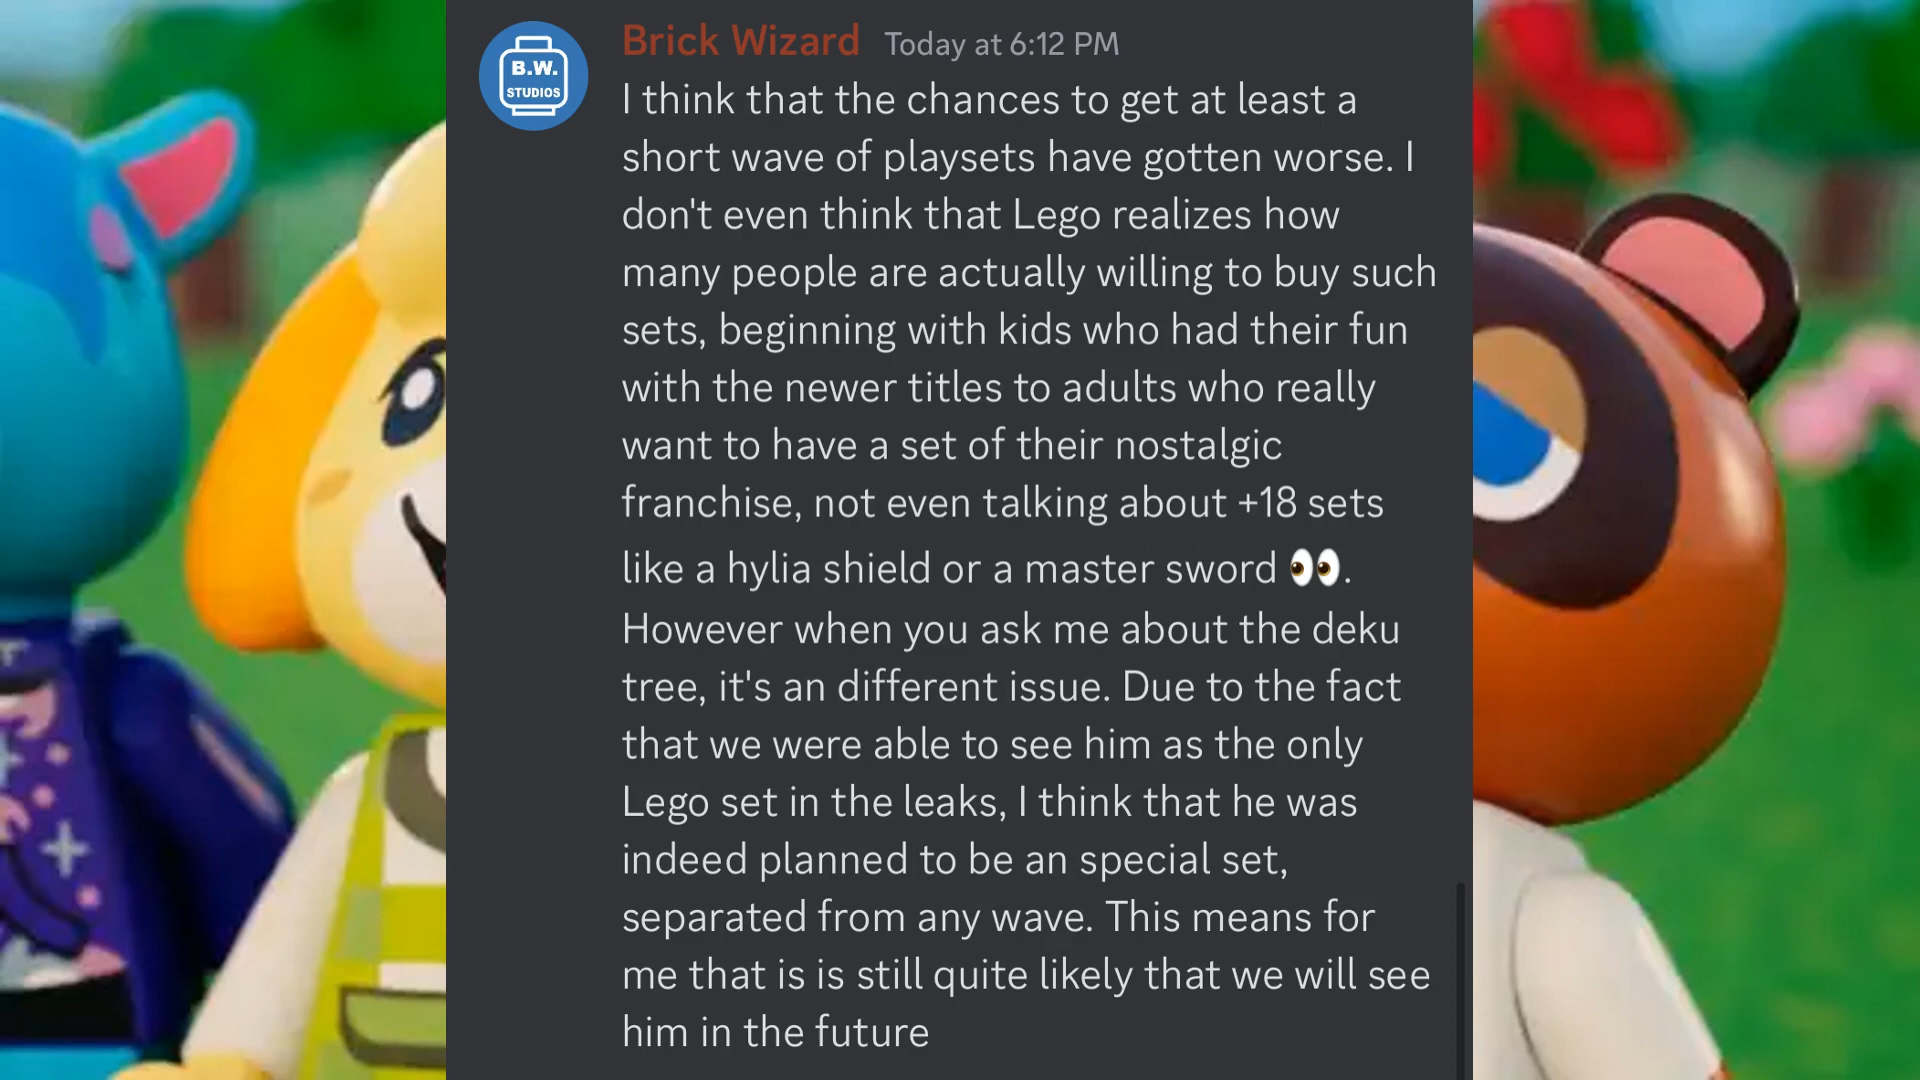 B.W.
STUDIOS
Brick Wizard Today at 6:12 PM
I think that the chances to get at least a
short wave of playsets have gotten worse. I
don't even think that Lego realizes how
many people are actually willing to buy such
sets, beginning with kids who had their fun
with the newer titles to adults who really
want to have a set of their nostalgic
franchise, not even talking about +18 sets
like a hylia shield or a master sword 👀.
However when you ask me about the deku
tree, it's an different issue. Due to the fact
that we were able to see him as the only
Lego set in the leaks, I think that he was
indeed planned to be an special set,
separated from any wave. This means for
me that is is still quite likely that we will see
him in the future